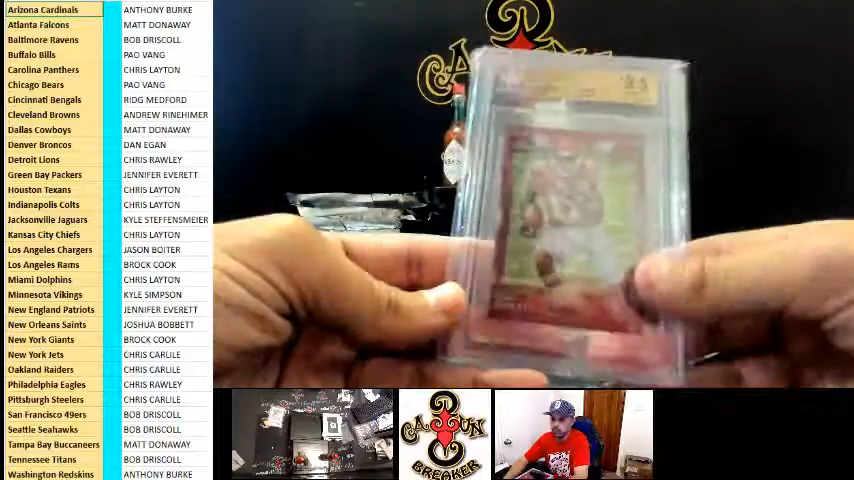 Arizona Cardinals ANTHONY BURKE
Atlanta Falcons MATT DONAWAY
Baltimore Ravens BOB DRISCOLL
Buffalo Bills PAO VANG
Carolina Panthers CHRIS LAYTON
Chicago Bears PAO VANG
Cincinnati Bengals RIDG MEDFORD
Cleveland Browns ANDREW RINEHIMER
Dallas Cowboys MATT DONAWAY
Denver Broncos DAN EGAN
Detroit Lions CHRIS RAWLEY
Green Bay Packers JENNIFER EVERETT
Houston Texans CHRIS LAYTON
Indianapolis Colts CHRIS LAYTON
Jacksonville Jaguars KYLE STEFFENSMEIER
Kansas City Chiefs CHRIS LAYTON
Los Angeles Chargers JASON BOITER
Los Angeles Rams BROCK COOK
Miami Dolphins CHRIS LAYTON
Minnesota Vikings KYLE SIMPSON
New England Patriots JENNIFER EVERETT
New Orleans Saints JOSHUA BOBBETT
New York Giants BROCK COOK
New York Jets CHRIS CARLILE
Oakland Raiders CHRIS CARLILE
Philadelphia Eagles CHRIS RAWLEY
Pittsburgh Steelers CHRIS CARLILE
San Francisco 49ers BOB DRISCOLL
Seattle Seahawks BOB DRISCOLL
Tampa Bay Buccaneers MATT DONAWAY
Tennessee Titans BOB DRISCOLL
Washington Redskins ANTHONY BURKE
9.5
CAJUN
BREAKER